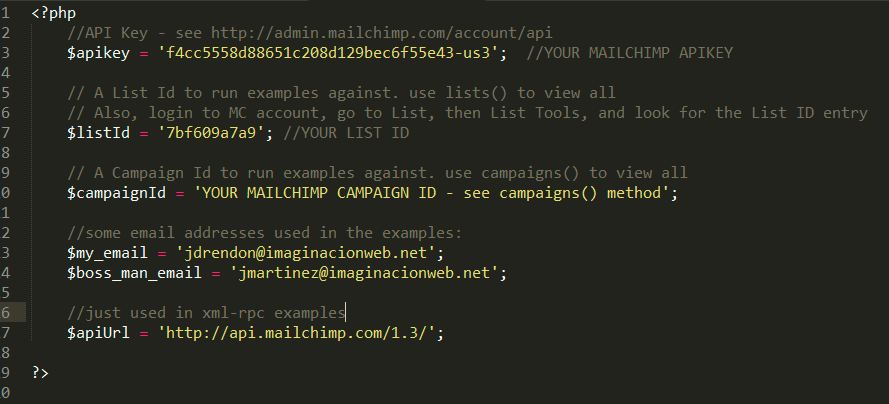 1 <?php
2 //API Key - see http://admin.mailchimp.com/account/api
3 $apikey = 'f4cc5558d88651c208d129bec6f55e43-us3'; //YOUR MAILCHIMP APIKEY
4
5 // A List Id to run examples against. use lists() to view all
6 // Also, login to MC account, go to List, then List Tools, and look for the List ID entry
7 $listId = '7bf609a7a9'; //YOUR LIST ID
8
9 // A Campaign Id to run examples against. use campaigns() to view all
0 $campaignId = 'YOUR MAILCHIMP CAMPAIGN ID - see campaigns() method';
1
2 //some email addresses used in the examples:
3 $my_email = 'jdrendon@imaginacionweb.net';
4 $boss_man_email = 'jmartinez@imaginacionweb.net';
5
6 //just used in xml-rpc examples
7 $apiUrl = 'http://api.mailchimp.com/1.3/';
8
9 ?>
0